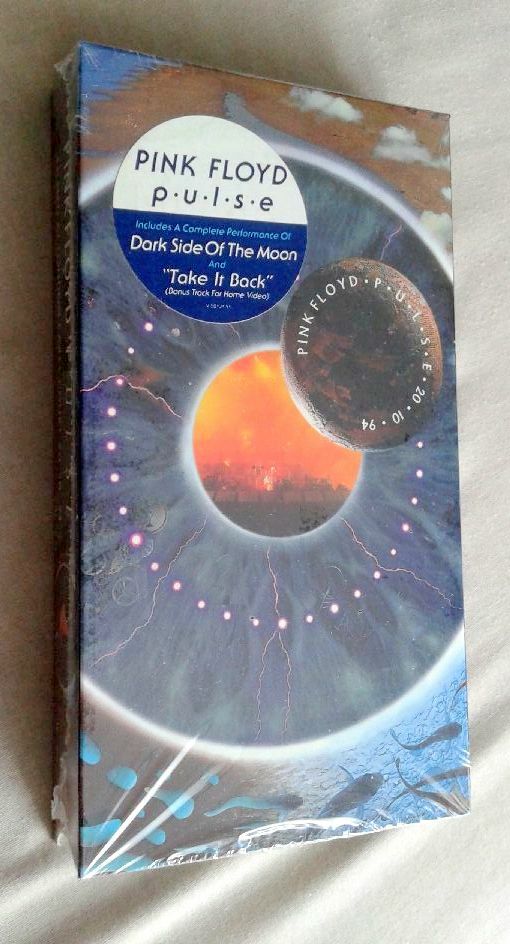 PINK FLOYD
p·u·l·s·e
Includes A Complete Performance Of
Dark Side Of The Moon
And
"Take It Back"
(Bonus Track For Home Video)
PINK FLOYD · P · U · L · S · E · 20 · 10 · 94